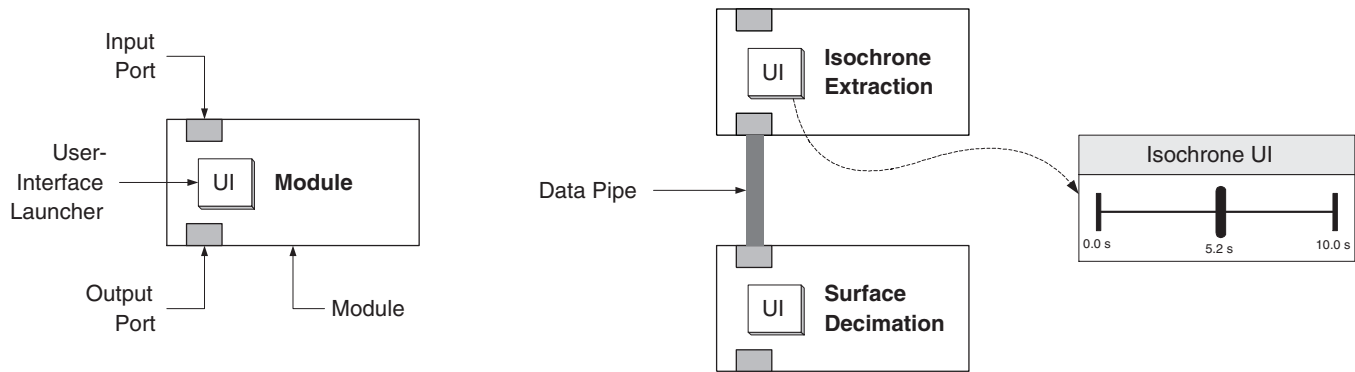 Input
Port
User-
Interface
Launcher
UI
Module
Output
Port
Module
UI
Isochrone
Extraction
Data Pipe
UI
Surface
Decimation
Isochrone UI
0.0 s
5.2 s
10.0 s